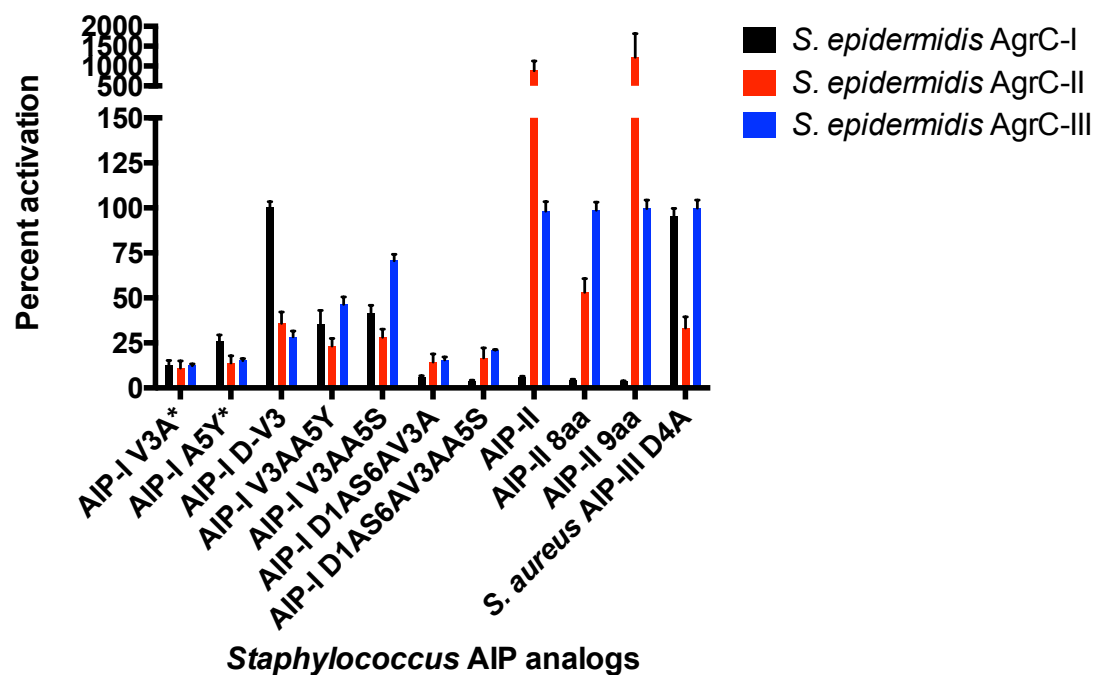 2000
1500
1000
500
150
125
100
75
50
25
0
Percent activation
S. epidermidis AgrC-I
S. epidermidis AgrC-II
S. epidermidis AgrC-III
AIP-I V3A*
AIP-I A5Y*
AIP-I D-V3
AIP-I V3AA5Y
AIP-I V3AA5S
AIP-I D1AS6AV3A
AIP-I D1AS6AV3AA5S
AIP-II
AIP-II 8aa
AIP-II 9aa
S. aureus AIP-III D4A
Staphylococcus AIP analogs